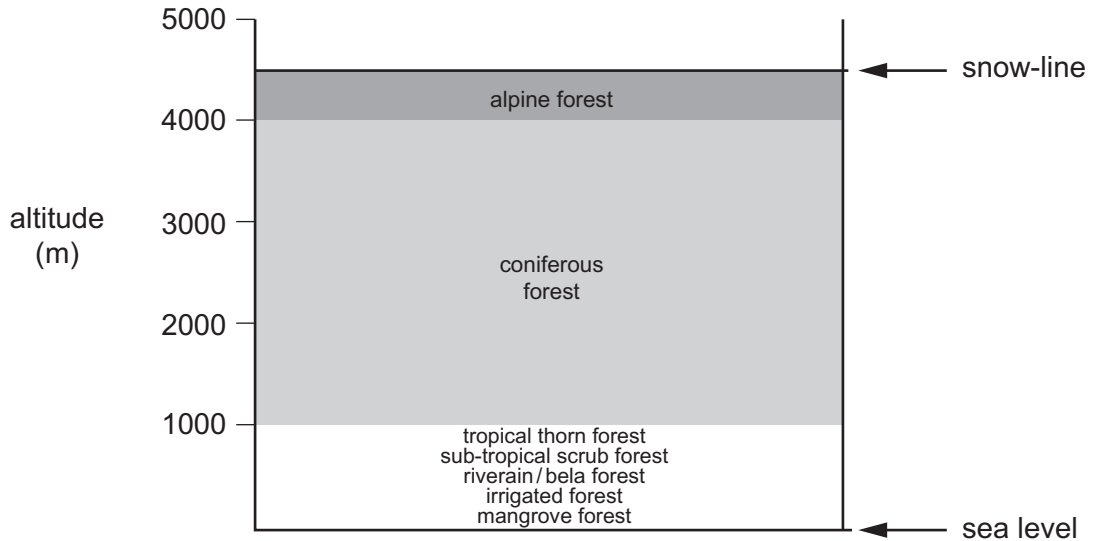 5000
snow-line
alpine forest
4000
altitude
(m)
3000
coniferous
forest
2000
1000
tropical thorn forest
sub-tropical scrub forest
riverain/bela forest
irrigated forest
mangrove forest
sea level